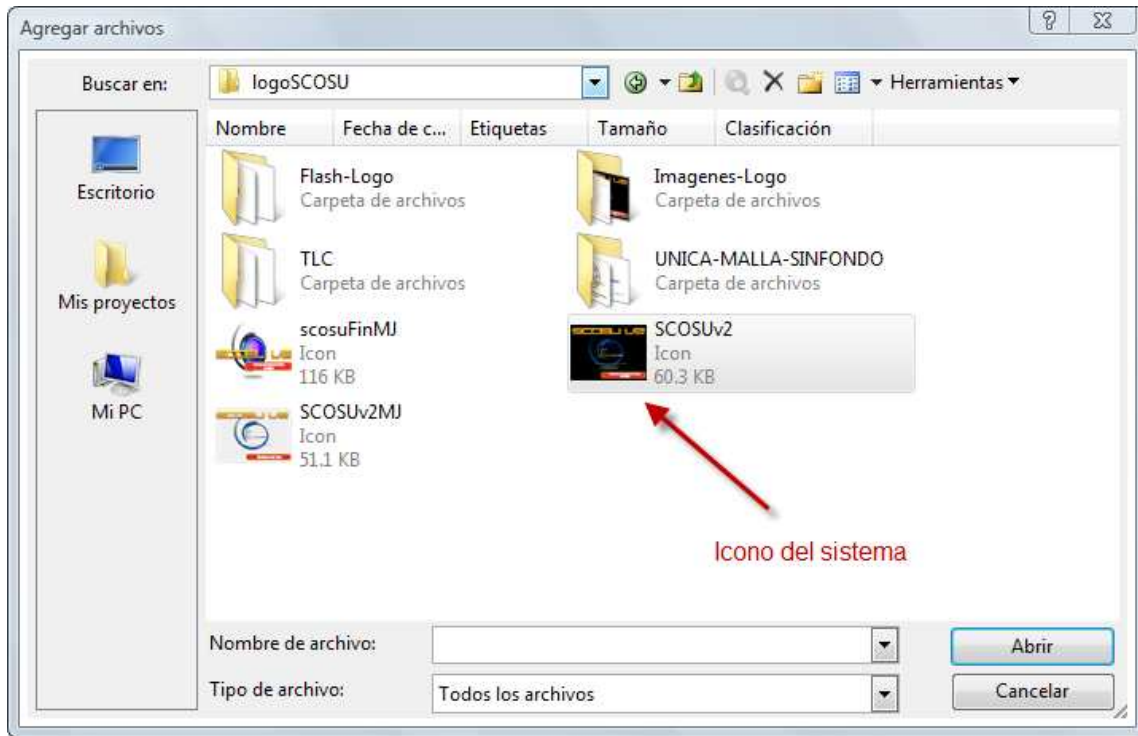 Agregar archivos
Buscar en:
logoSCOSU
Herramientas
Nombre Fecha de c... Etiquetas Tamaño Clasificación
Escritorio
Mis proyectos
Mi PC
Flash-Logo
Carpeta de archivos
Imagenes-Logo
Carpeta de archivos
TLC
Carpeta de archivos
UNICA-MALLA-SINFONDO
Carpeta de archivos
scosuFinMJ
Icon
116 KB
SCOSUv2
Icon
60.3 KB
SCOSUv2MJ
Icon
51.1 KB
Icono del sistema
Nombre de archivo:
Abrir
Tipo de archivo:
Todos los archivos
Cancelar